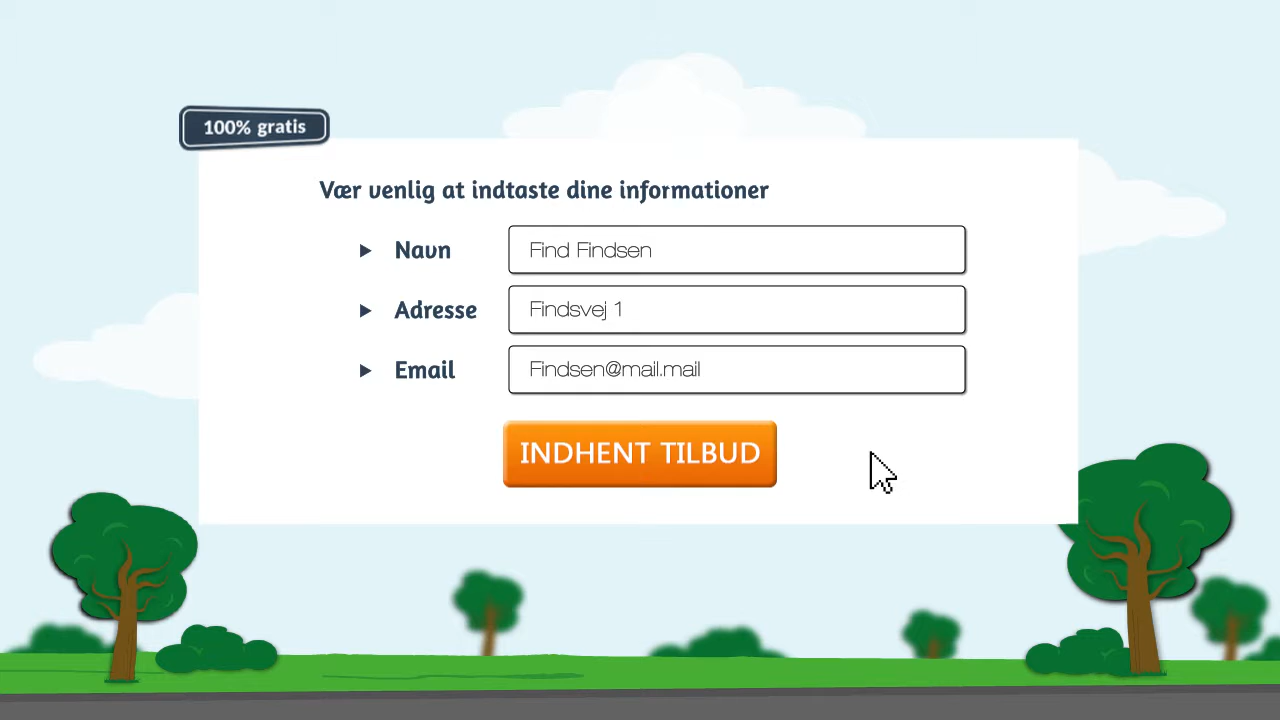 100% gratis
Vær venlig at indtaste dine informationer
Navn
Find Findsen
Adresse
Findsvej 1
Email
Findsen@mail.mail
INDHENT TILBUD